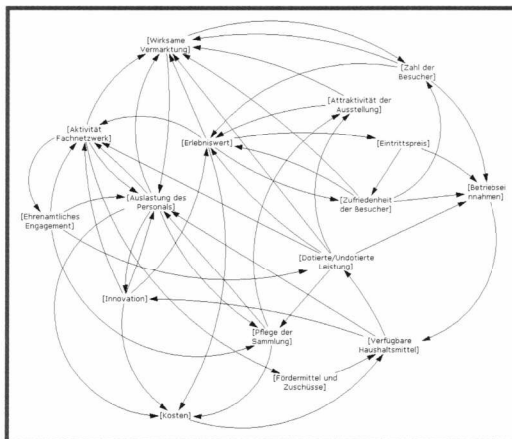 [Wirksame
Vermarktung]
[Zahl der
Besucher]
[Attraktivität der
Ausstellung]
[Aktivität
Fachnetzwerk]
[Erlebniswert]
[Eintrittspreis]
[Betriebsei
nnahmen]
[Auslastung des
Personals]
[Zufriedenheit
der Besucher]
[Ehrenamtliches
Engagement]
[Dotierte/Undotierte
Leistung]
[Innovation]
[Pflege der
Sammlung]
[Verfügbare
Haushaltsmittel]
[Fördermittel und
Zuschüsse]
[Kosten]